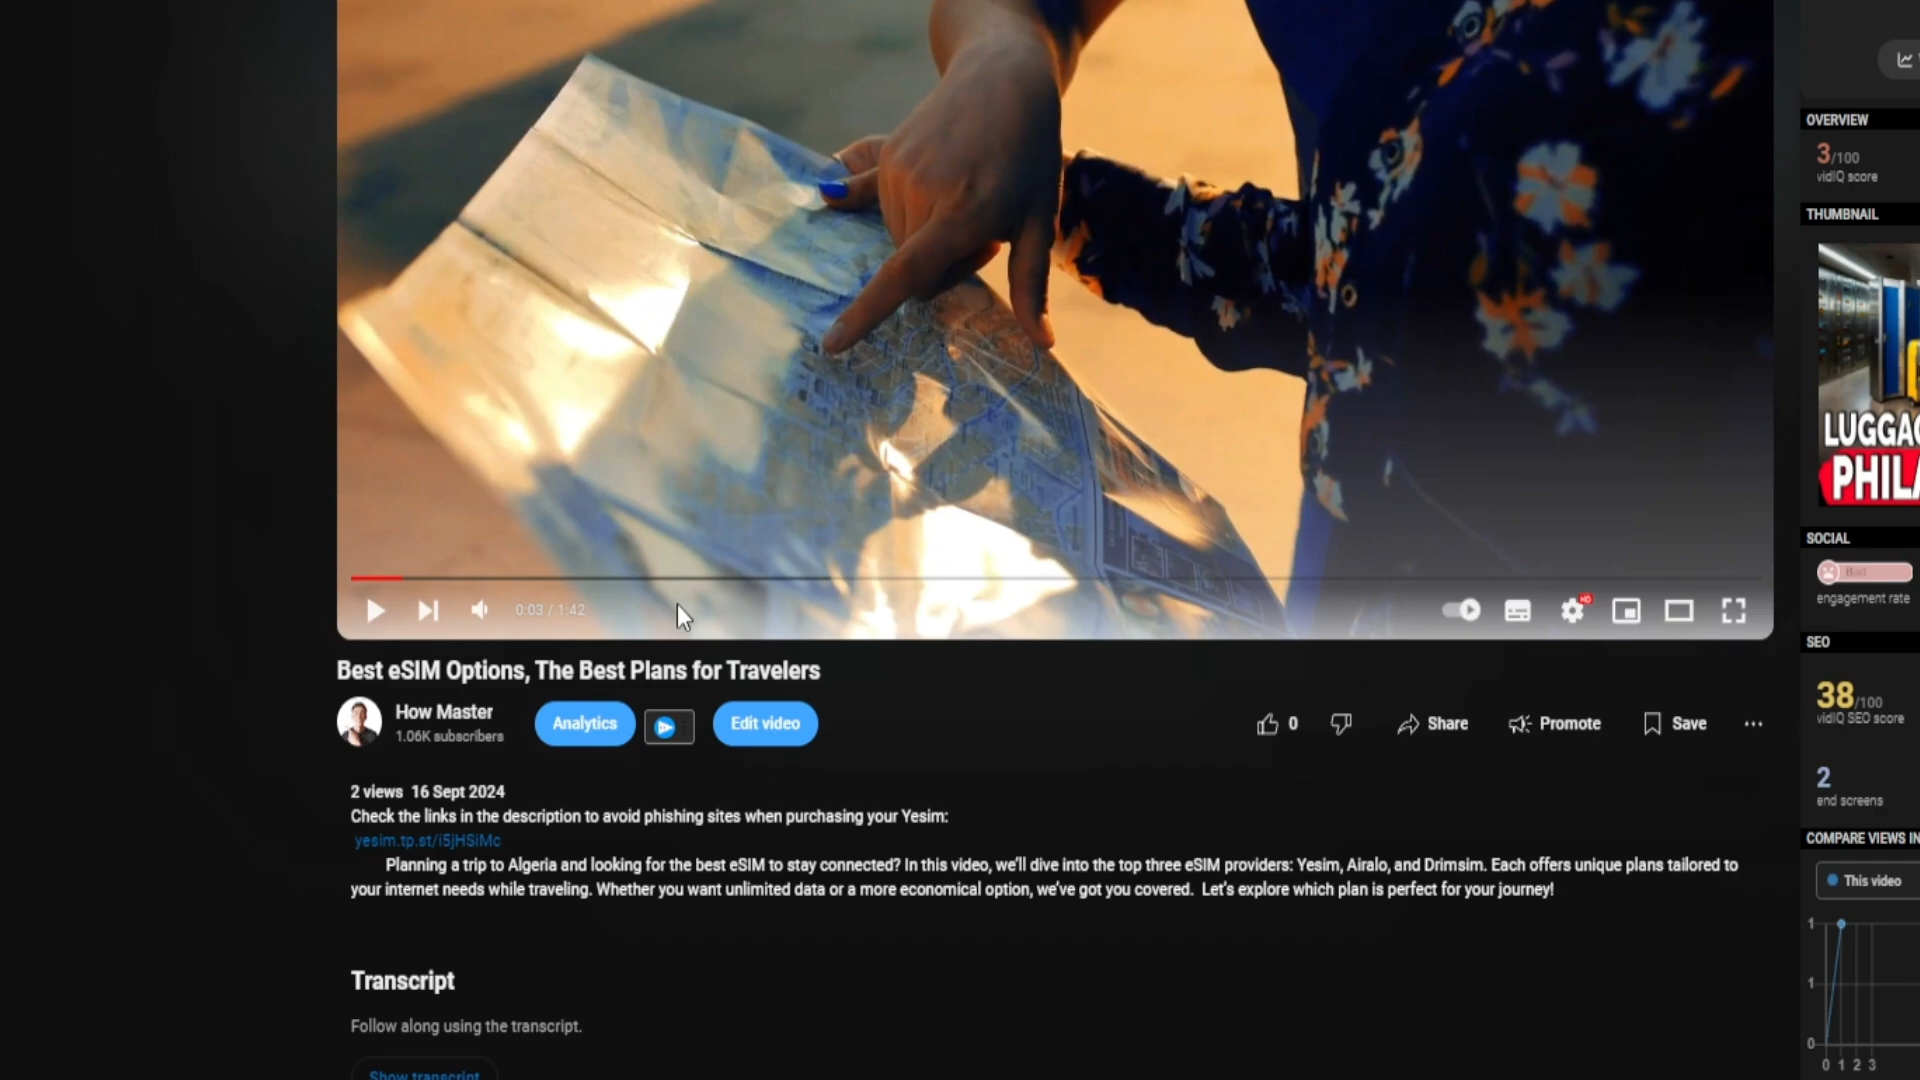 OVERVIEW
3/100
vidIQ score
THUMBNAIL
PHIL
SOCIAL
Bad
engagement rate
SEO
38/100
vidIQ SEO score
2
end screens
COMPARE VIEWS IN
This video
1
1
0
0 1 2 3
HD
0:03 / 1:42
Best eSIM Options, The Best Plans for Travelers
How Master
1.06K subscribers
Analytics
Edit video
0
Share
Promote
Save
2 views 16 Sept 2024
Check the links in the description to avoid phishing sites when purchasing your Yesim:
yesim.tp.st/i5jHSiMc
Planning a trip to Algeria and looking for the best eSIM to stay connected? In this video, we'll dive into the top three eSIM providers: Yesim, Airalo, and Drimsim. Each offers unique plans tailored to
your internet needs while traveling. Whether you want unlimited data or a more economical option, we've got you covered. Let's explore which plan is perfect for your journey!
Transcript
Follow along using the transcript.
Show transcript